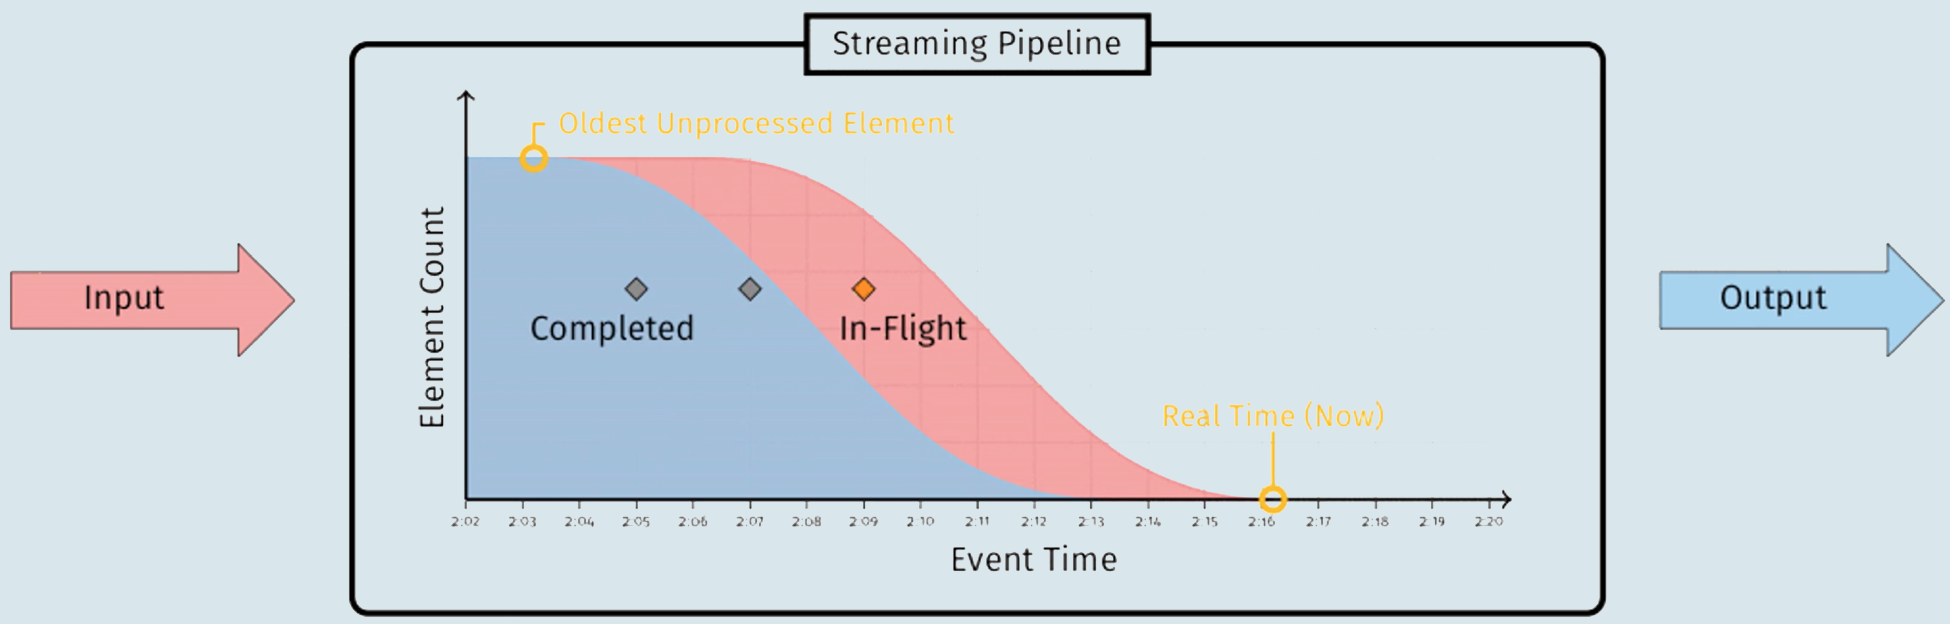 Streaming Pipeline
Oldest Unprocessed Element
Input
Element Count
Completed
In-Flight
Output
Real Time (Now)
2:02 2:03 2:04 2:05 2:06 2:07 2:08 2:09 2:10 2:11 2:12 2:13 2:14 2:15 2:16 2:17 2:18 2:19 2:20
Event Time